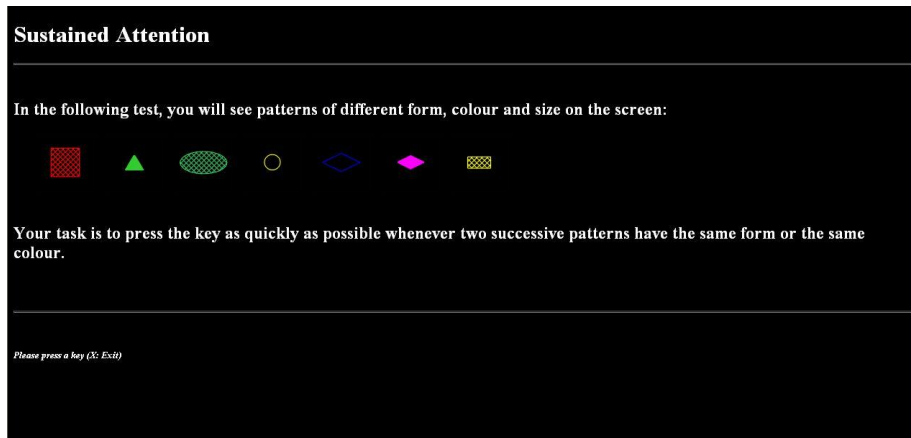 Sustained Attention
In the following test, you will see patterns of different form, colour and size on the screen:
Your task is to press the key as quickly as possible whenever two successive patterns have the same form or the same
colour.
Please press a key (X: Exit)